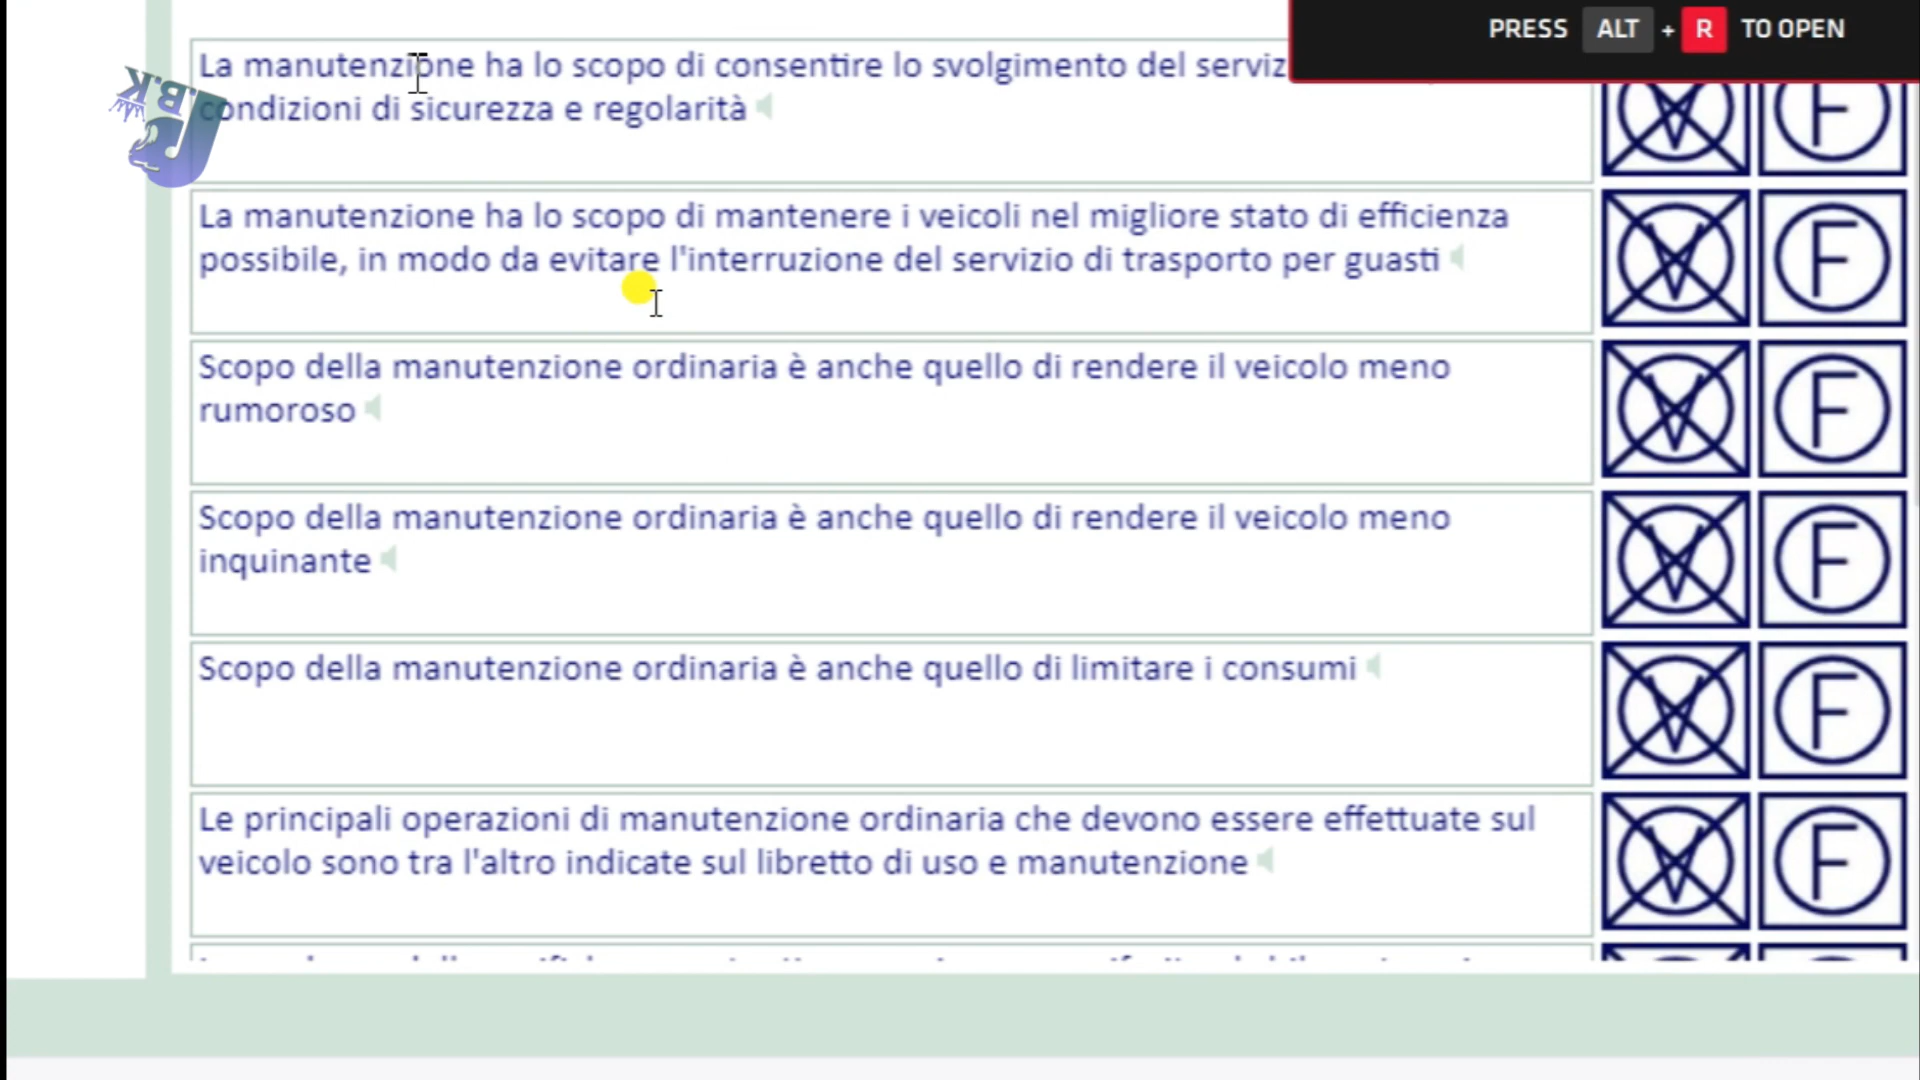 PRESS ALT + R TO OPEN
La manutenzione ha lo scopo di consentire lo svolgimento del
condizioni di sicurezza e regolarità
V F
J.B.K
La manutenzione ha lo scopo di mantenere i veicoli nel migliore stato di efficienza
possibile, in modo da evitare l'interruzione del servizio di trasporto per guasti
V F
Scopo della manutenzione ordinaria è anche quello di rendere il veicolo meno
rumoroso
V F
Scopo della manutenzione ordinaria è anche quello di rendere il veicolo meno
inquinante
V F
Scopo della manutenzione ordinaria è anche quello di limitare i consumi
V F
Le principali operazioni di manutenzione ordinaria che devono essere effettuate sul
veicolo sono tra l'altro indicate sul libretto di uso e manutenzione
V F